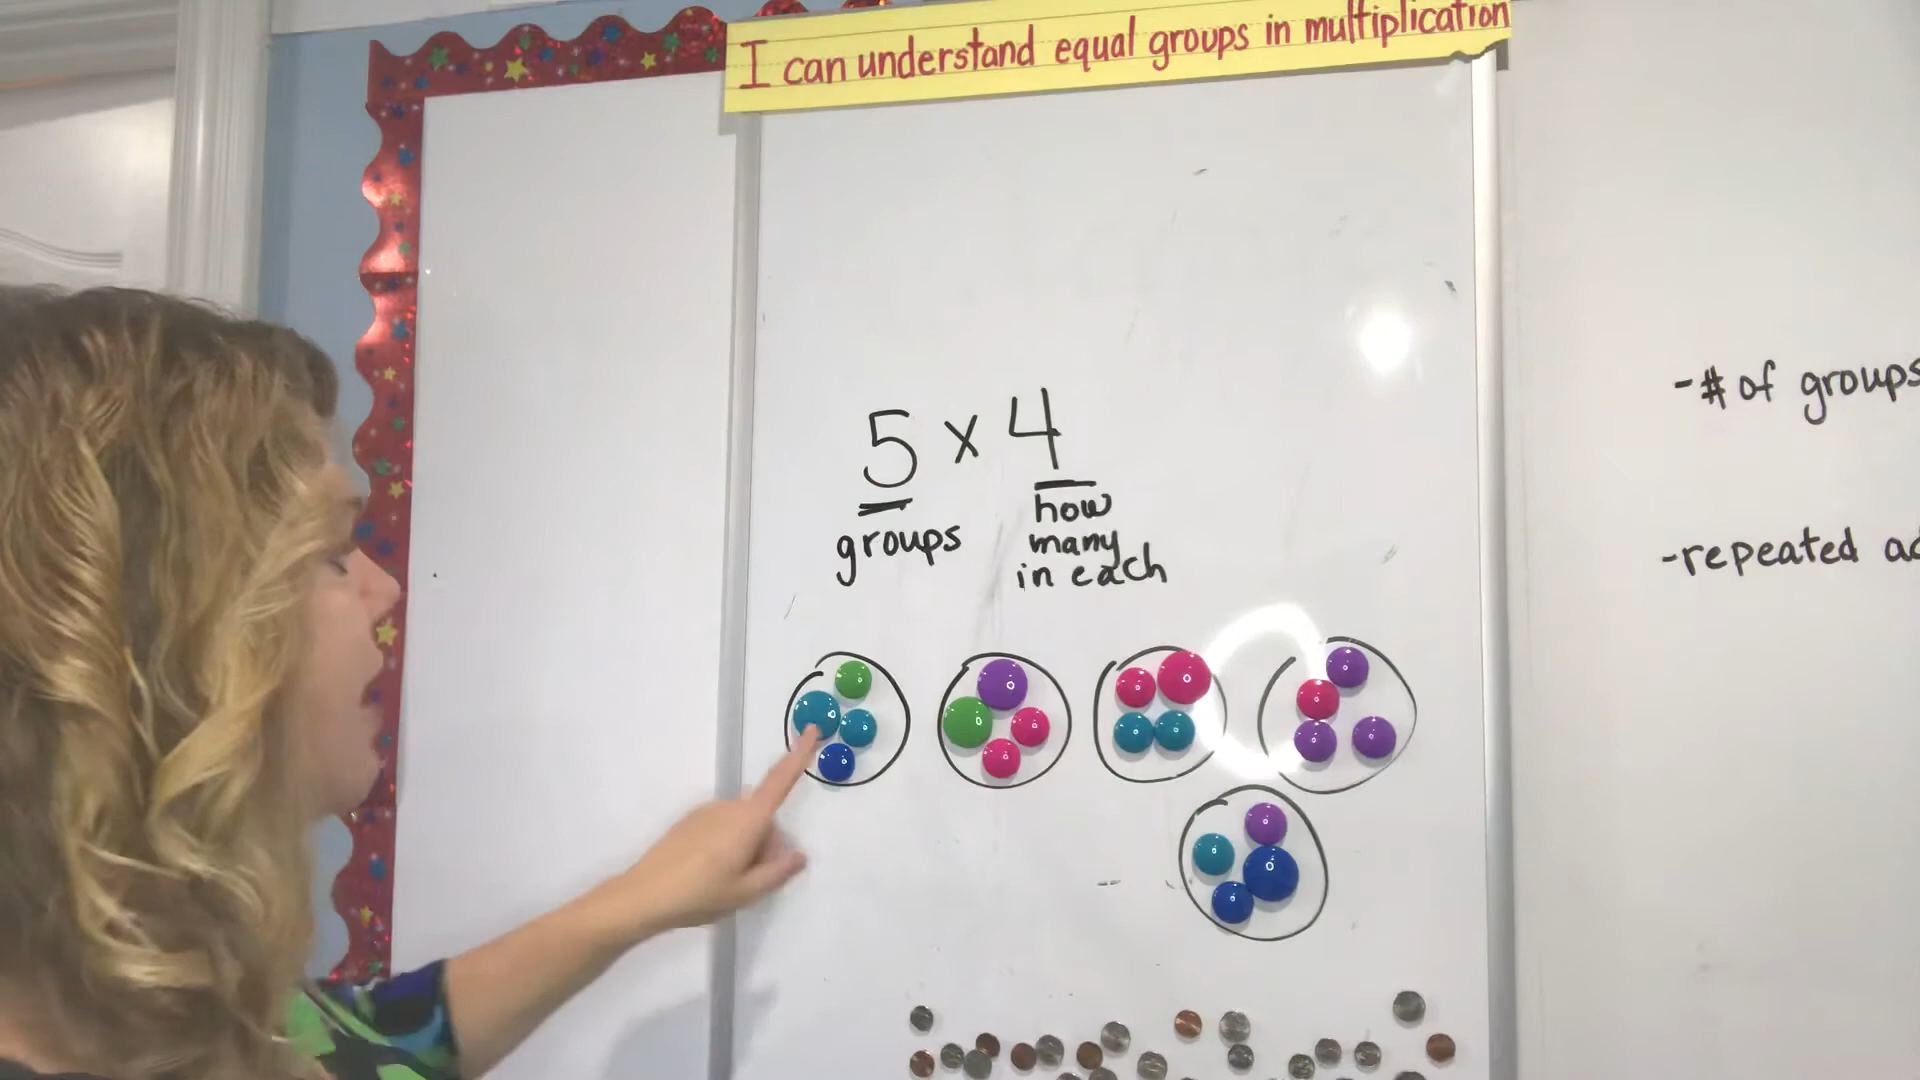 I can understand equal groups in multiplication
5 x 4
groups
how
many
in each
-# of groups
-repeated